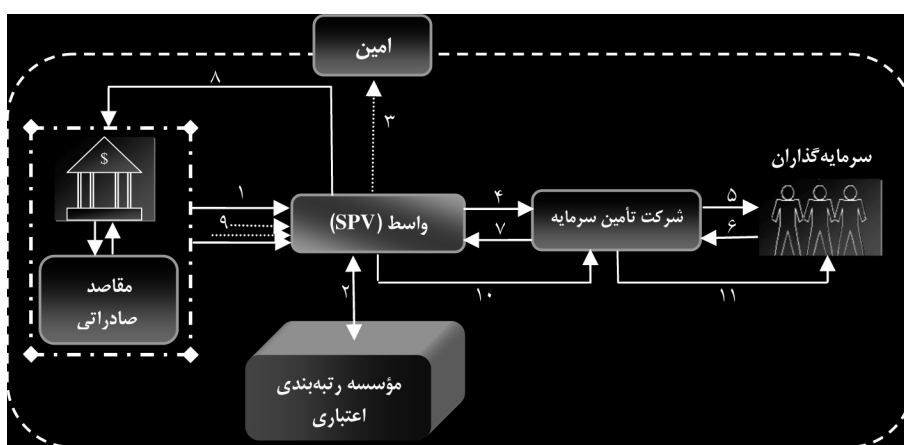 امین
۸
۳
سرمایه‌گذاران
$
۱
۹
واسط (SPV)
۴
۷
شرکت تأمین سرمایه
۵
۶
مقاصد
صادراتی
۲
۱۰
۱۱
مؤسسه رتبه‌بندی
اعتباری